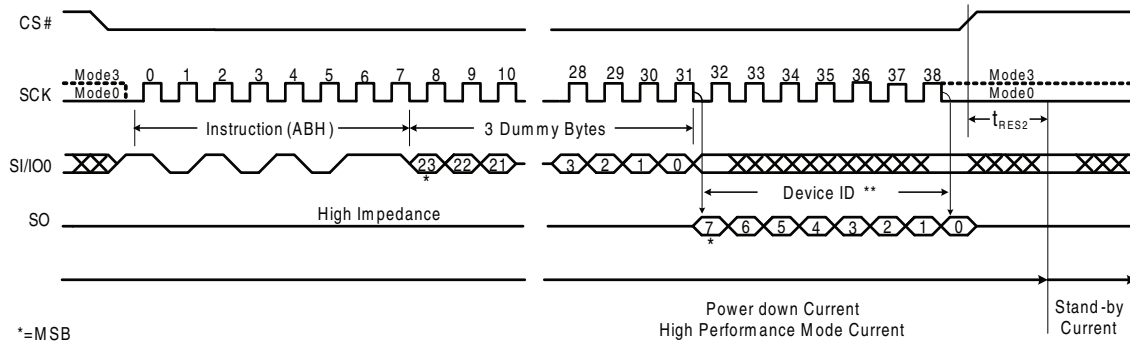 CS#
Mode3 0 1 2 3 4 5 6 7 8 9 10 28 29 30 31 32 33 34 35 36 37 38 Mode3
SCK Mode0 Mode0
Instruction (ABH) 3 Dummy Bytes tRES2
SI/IO0 23 22 21 3 2 1 0
*
Device ID **
SO High Impedance 7 6 5 4 3 2 1 0
*
Power down Current Stand-by
High Performance Mode Current Current
*=MSB